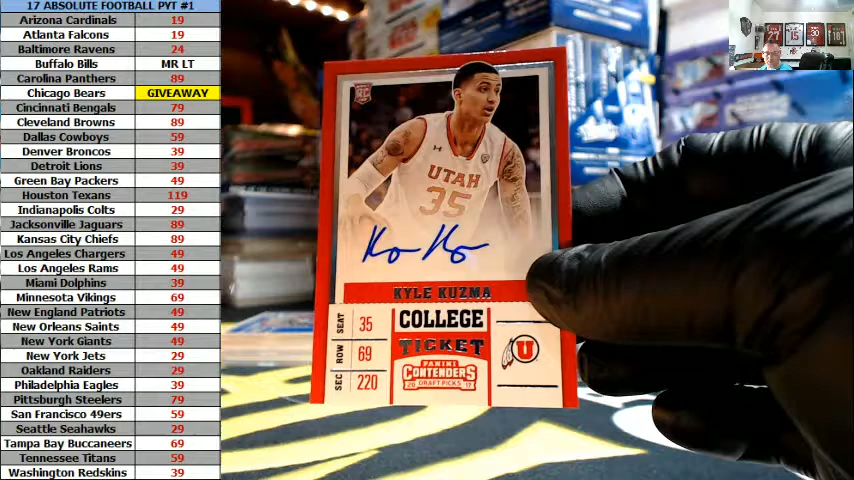 17 ABSOLUTE FOOTBALL PYT #1
Arizona Cardinals 19
Atlanta Falcons 19
Baltimore Ravens 24
Buffalo Bills MR LT
Carolina Panthers 89
Chicago Bears GIVEAWAY
Cincinnati Bengals 79
Cleveland Browns 89
Dallas Cowboys 59
Denver Broncos 39
Detroit Lions 39
Green Bay Packers 49
Houston Texans 119
Indianapolis Colts 29
Jacksonville Jaguars 89
Kansas City Chiefs 89
Los Angeles Chargers 49
Los Angeles Rams 49
Miami Dolphins 39
Minnesota Vikings 69
New England Patriots 49
New Orleans Saints 49
New York Giants 49
New York Jets 29
Oakland Raiders 29
Philadelphia Eagles 39
Pittsburgh Steelers 79
San Francisco 49ers 59
Seattle Seahawks 29
Tampa Bay Buccaneers 69
Tennessee Titans 59
Washington Redskins 39
UTAH
35
KYLE KUZMA
SEAT 35
ROW 69
SEC 220
COLLEGE
TICKET
PANINI
CONTENDERS
DRAFT PICKS
U
27
15
30